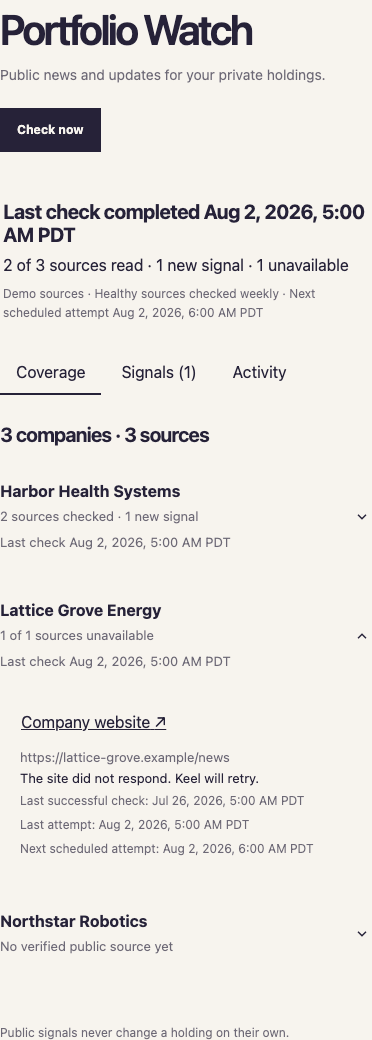 Portfolio Watch
Public news and updates for your private holdings.
Check now
Last check completed Aug 2, 2026, 5:00
AM PDT
2 of 3 sources read · 1 new signal · 1 unavailable
Demo sources · Healthy sources checked weekly · Next
scheduled attempt Aug 2, 2026, 6:00 AM PDT
Coverage Signals (1) Activity
3 companies · 3 sources
Harbor Health Systems
2 sources checked · 1 new signal
Last check Aug 2, 2026, 5:00 AM PDT
Lattice Grove Energy
1 of 1 sources unavailable
Last check Aug 2, 2026, 5:00 AM PDT
Company website ↗
https://lattice-grove.example/news
The site did not respond. Keel will retry.
Last successful check: Jul 26, 2026, 5:00 AM PDT
Last attempt: Aug 2, 2026, 5:00 AM PDT
Next scheduled attempt: Aug 2, 2026, 6:00 AM PDT
Northstar Robotics
No verified public source yet
Public signals never change a holding on their own.